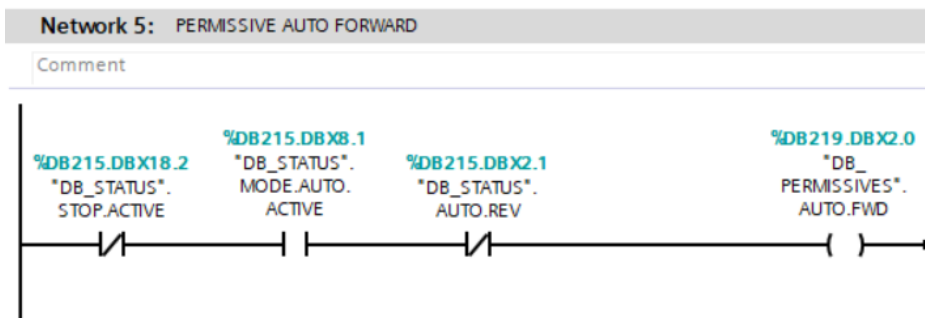 Network 5: PERMISSIVE AUTO FORWARD
Comment
%DB215.DBX18.2
"DB_STATUS".
STOP.ACTIVE
%DB215.DBX8.1
"DB_STATUS".
MODE.AUTO.
ACTIVE
%DB215.DBX2.1
"DB_STATUS".
AUTO.REV
%DB219.DBX2.0
"DB_
PERMISSIVES".
AUTO.FWD